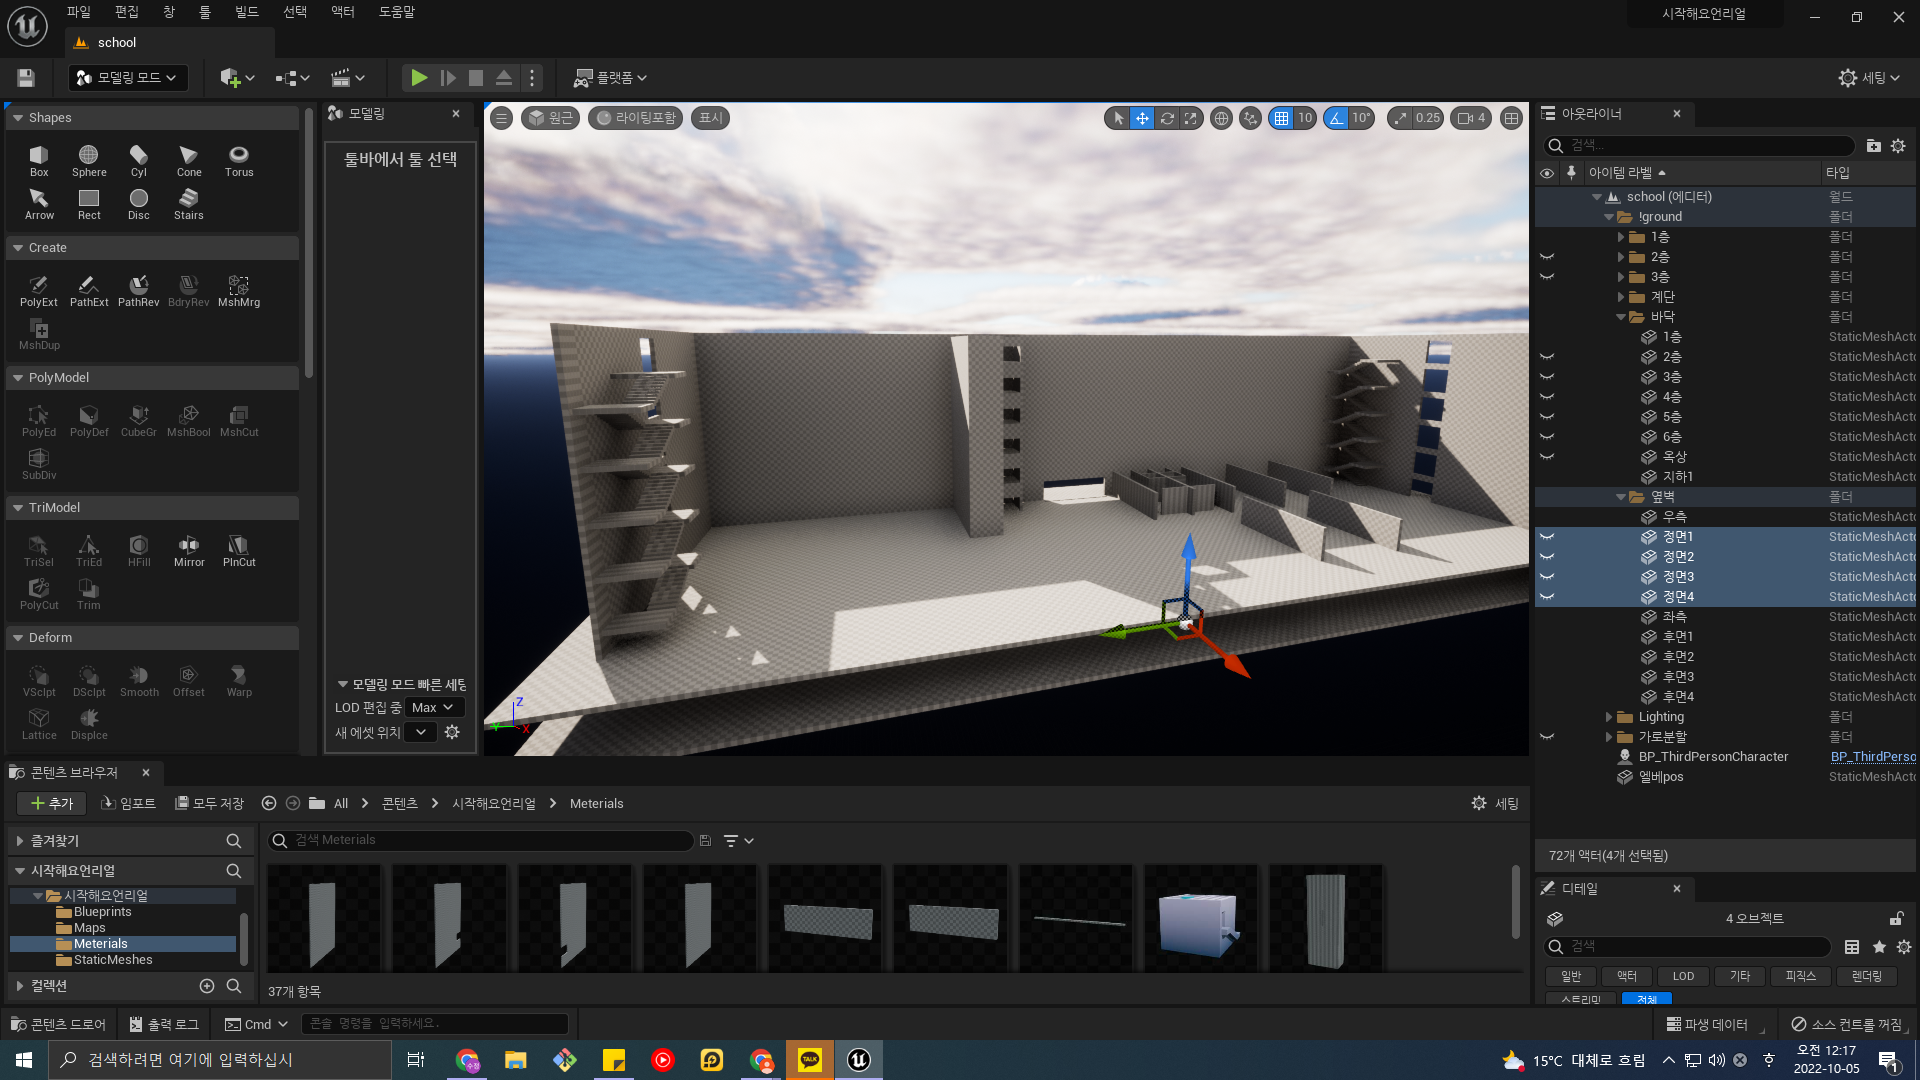 파일 편집 창 툴 빌드 선택 액터 도움말
시작해요언리얼
school
모델링 모드
플랫폼
세팅
Shapes
Box Sphere Cyl Cone Torus
Arrow Rect Disc Stairs
Create
PolyExt PathExt PathRev BdryRev MshMrg
MshDup
PolyModel
PolyEd PolyDef CubeGr MshBool MshCut
SubDiv
TriModel
TriSel TriEd HFill Mirror PlnCut
PolyCut Trim
Deform
VSclpt DSclpt Smooth Offset Warp
Lattice Displce
모델링
툴바에서 툴 선택
모델링 모드 빠른 세팅
LOD 편집 중 Max
새 에셋 위치
원근 라이팅포함 표시
10 10° 0.25 4
Z
Y
X
아웃라이너
검색...
아이템 라벨 타입
school (에디터) 월드
!ground 폴더
1층 폴더
2층 폴더
3층 폴더
계단 폴더
바닥 폴더
1층 StaticMeshActo
2층 StaticMeshActo
3층 StaticMeshActo
4층 StaticMeshActo
5층 StaticMeshActo
6층 StaticMeshActo
옥상 StaticMeshActo
지하1 StaticMeshActo
옆벽 폴더
우측 StaticMeshActo
정면1 StaticMeshActo
정면2 StaticMeshActo
정면3 StaticMeshActo
정면4 StaticMeshActo
좌측 StaticMeshActo
후면1 StaticMeshActo
후면2 StaticMeshActo
후면3 StaticMeshActo
후면4 StaticMeshActo
Lighting 폴더
가로분할 폴더
BP_ThirdPersonCharacter BP_ThirdPerso
엘베pos StaticMeshActo
72개 액터(4개 선택됨)
디테일
4 오브젝트
검색
일반 액터 LOD 기타 피직스 렌더링
스트리밍 전체
콘텐츠 브라우저
추가 임포트 모두 저장 All 콘텐츠 시작해요언리얼 Meterials
세팅
즐겨찾기
시작해요언리얼
시작해요언리얼
Blueprints
Maps
Meterials
StaticMeshes
컬렉션
검색 Meterials
37개 항목
콘텐츠 드로어 출력 로그 Cmd 콘솔 명령을 입력하세요.
파생 데이터 소스 컨트롤 꺼짐
검색하려면 여기에 입력하십시
수정
TALK
15°C 대체로 흐림
오전 12:17
2022-10-05
1